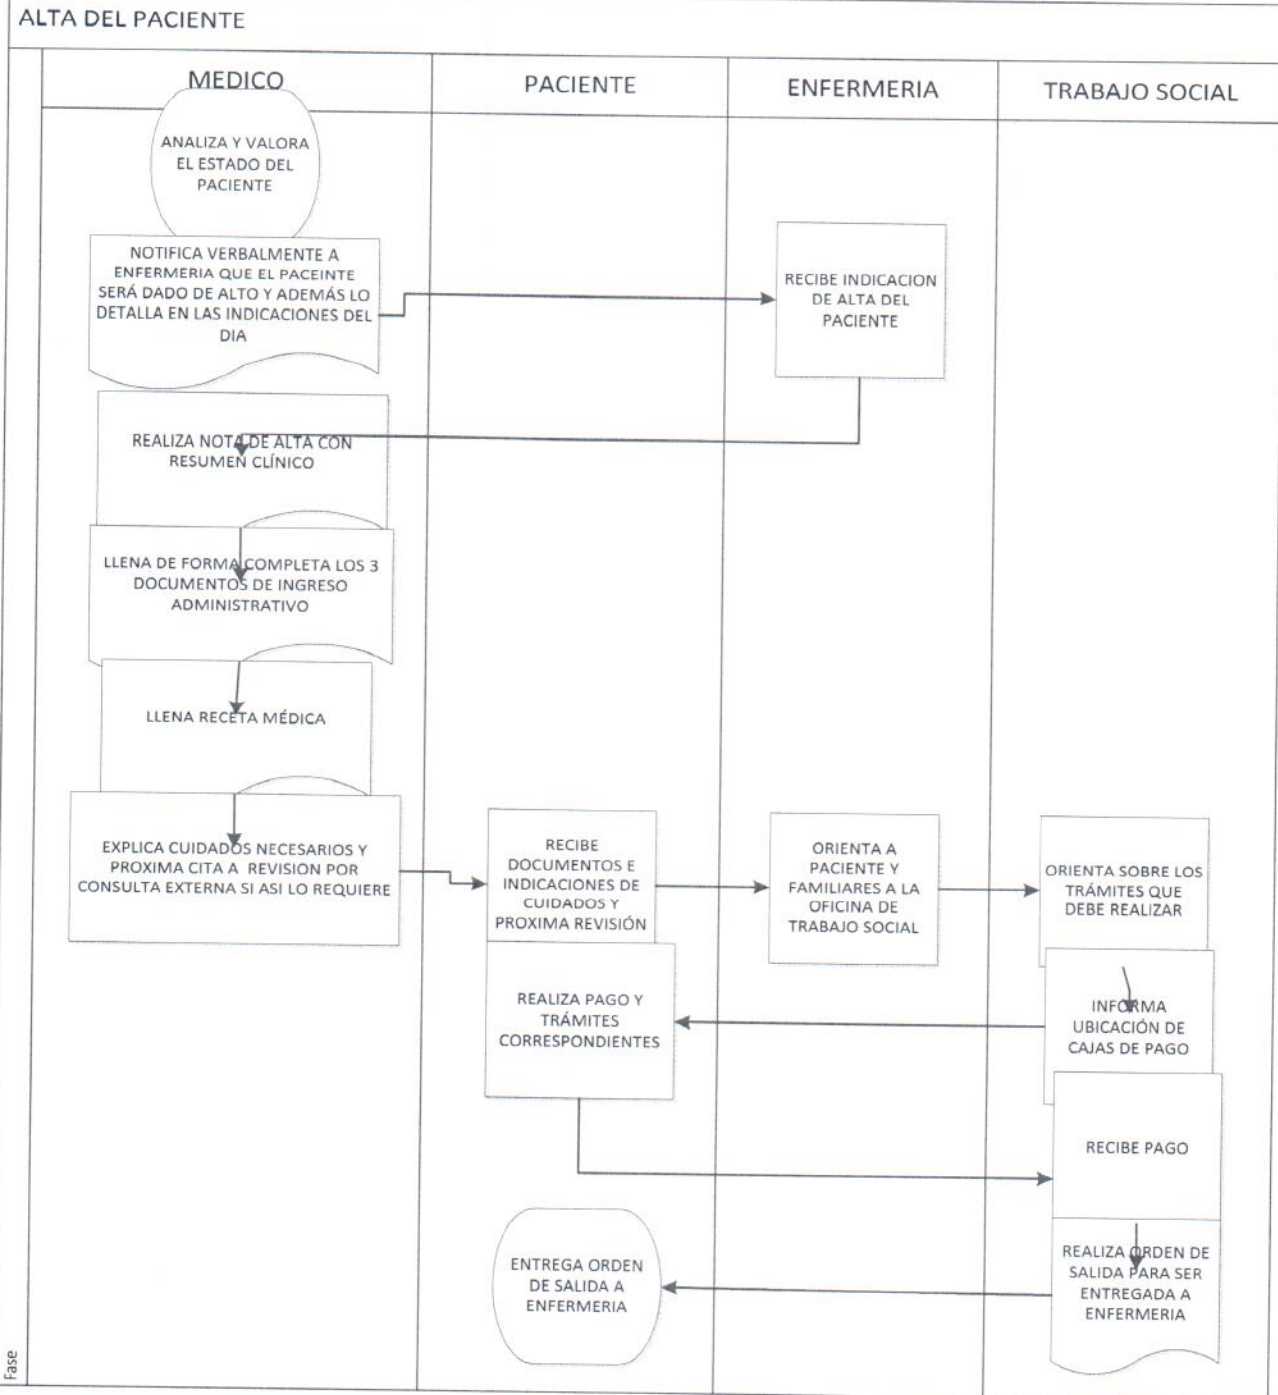 ALTA DEL PACIENTE
MEDICO
PACIENTE
ENFERMERIA
TRABAJO SOCIAL
ANALIZA Y VALORA
EL ESTADO DEL
PACIENTE
NOTIFICA VERBALMENTE A
ENFERMERIA QUE EL PACEINTE
SERÁ DADO DE ALTO Y ADEMÁS LO
DETALLA EN LAS INDICACIONES DEL
DIA
RECIBE INDICACION
DE ALTA DEL
PACIENTE
REALIZA NOTA DE ALTA CON
RESUMEN CLÍNICO
LLENA DE FORMA COMPLETA LOS 3
DOCUMENTOS DE INGRESO
ADMINISTRATIVO
LLENA RECETA MÉDICA
EXPLICA CUIDADOS NECESARIOS Y
PROXIMA CITA A REVISION POR
CONSULTA EXTERNA SI ASI LO REQUIERE
RECIBE
DOCUMENTOS E
INDICACIONES DE
CUIDADOS Y
PROXIMA REVISIÓN
ORIENTA A
PACIENTE Y
FAMILIARES A LA
OFICINA DE
TRABAJO SOCIAL
ORIENTA SOBRE LOS
TRÁMITES QUE
DEBE REALIZAR
INFORMA
UBICACIÓN DE
CAJAS DE PAGO
REALIZA PAGO Y
TRÁMITES
CORRESPONDIENTES
RECIBE PAGO
REALIZA ORDEN DE
SALIDA PARA SER
ENTREGADA A
ENFERMERIA
ENTREGA ORDEN
DE SALIDA A
ENFERMERIA
Fase